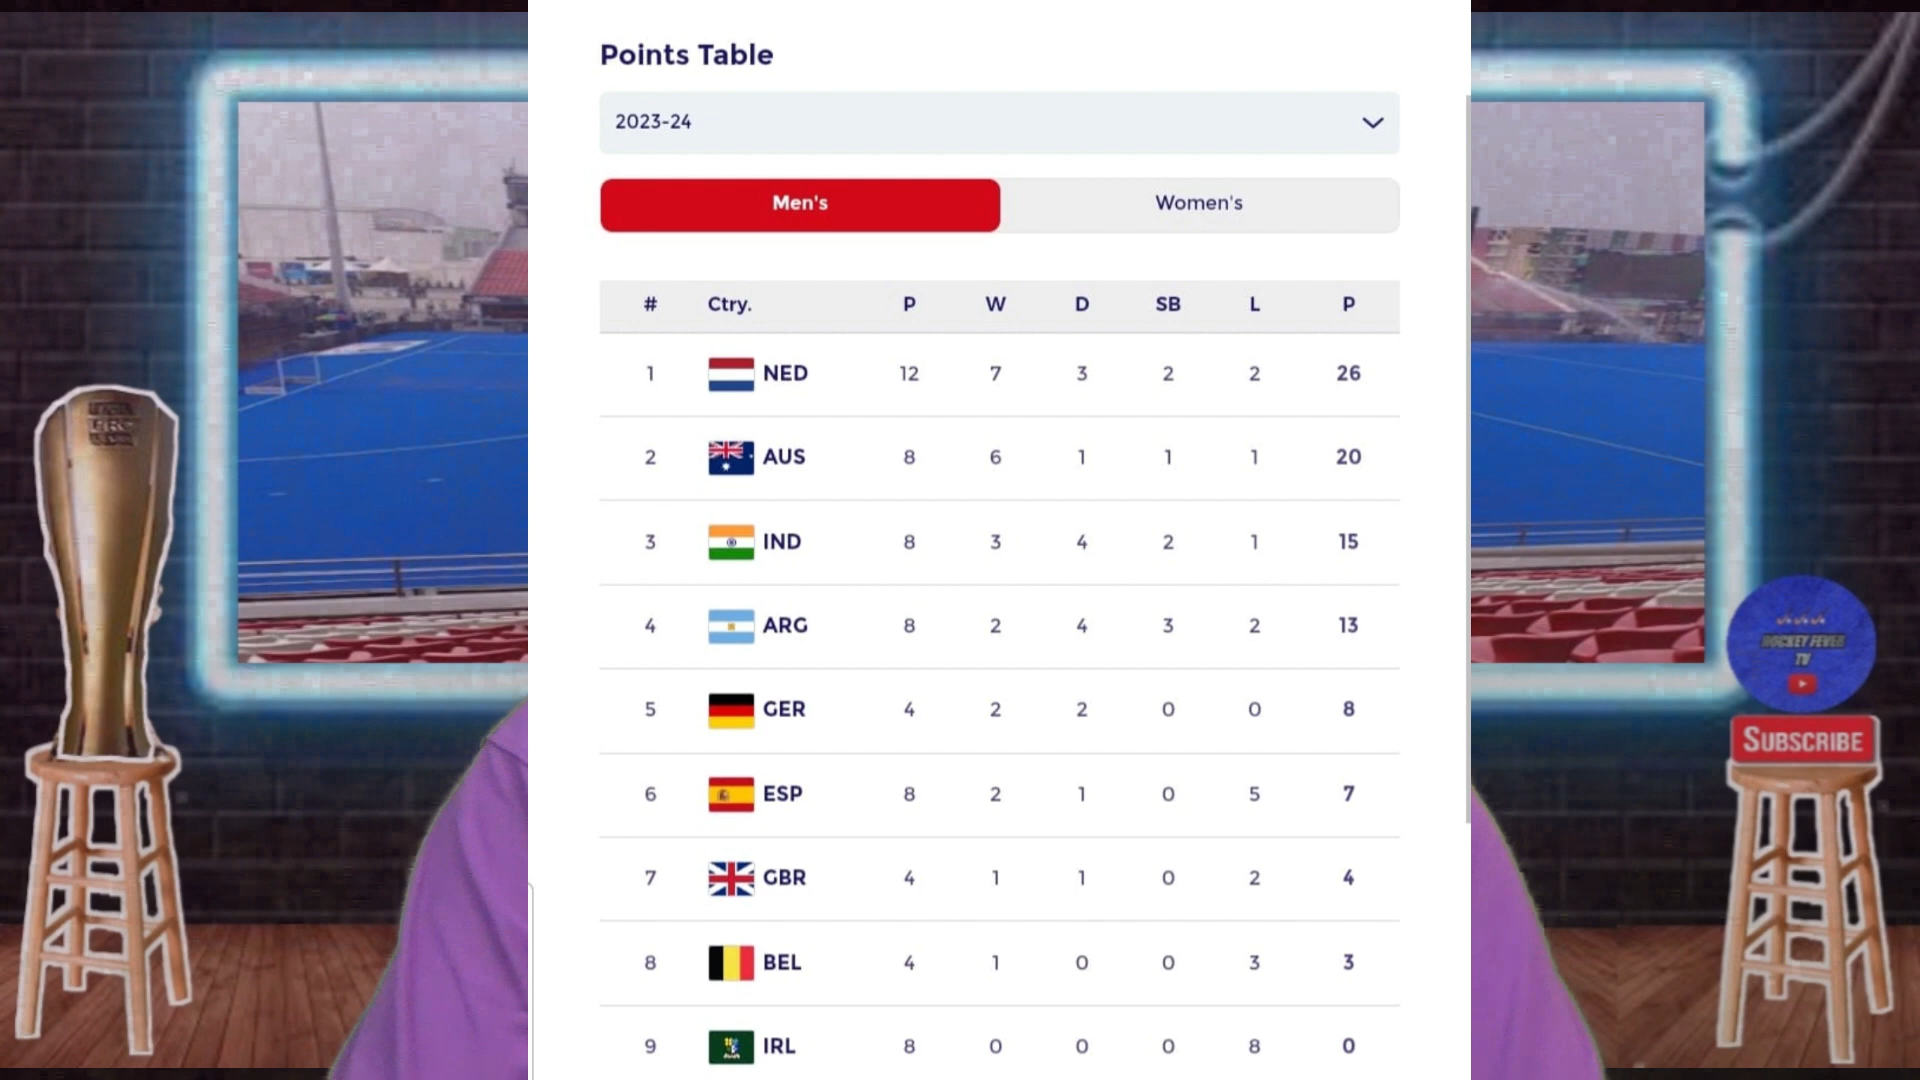 Points Table
2023-24
Men's Women's
# Ctry. P W D SB L P
1 NED 12 7 3 2 2 26
2 AUS 8 6 1 1 1 20
3 IND 8 3 4 2 1 15
4 ARG 8 2 4 3 2 13
5 GER 4 2 2 0 0 8
6 ESP 8 2 1 0 5 7
7 GBR 4 1 1 0 2 4
8 BEL 4 1 0 0 3 3
9 IRL 8 0 0 0 8 0
HOCKEY FEVER
TV
SUBSCRIBE